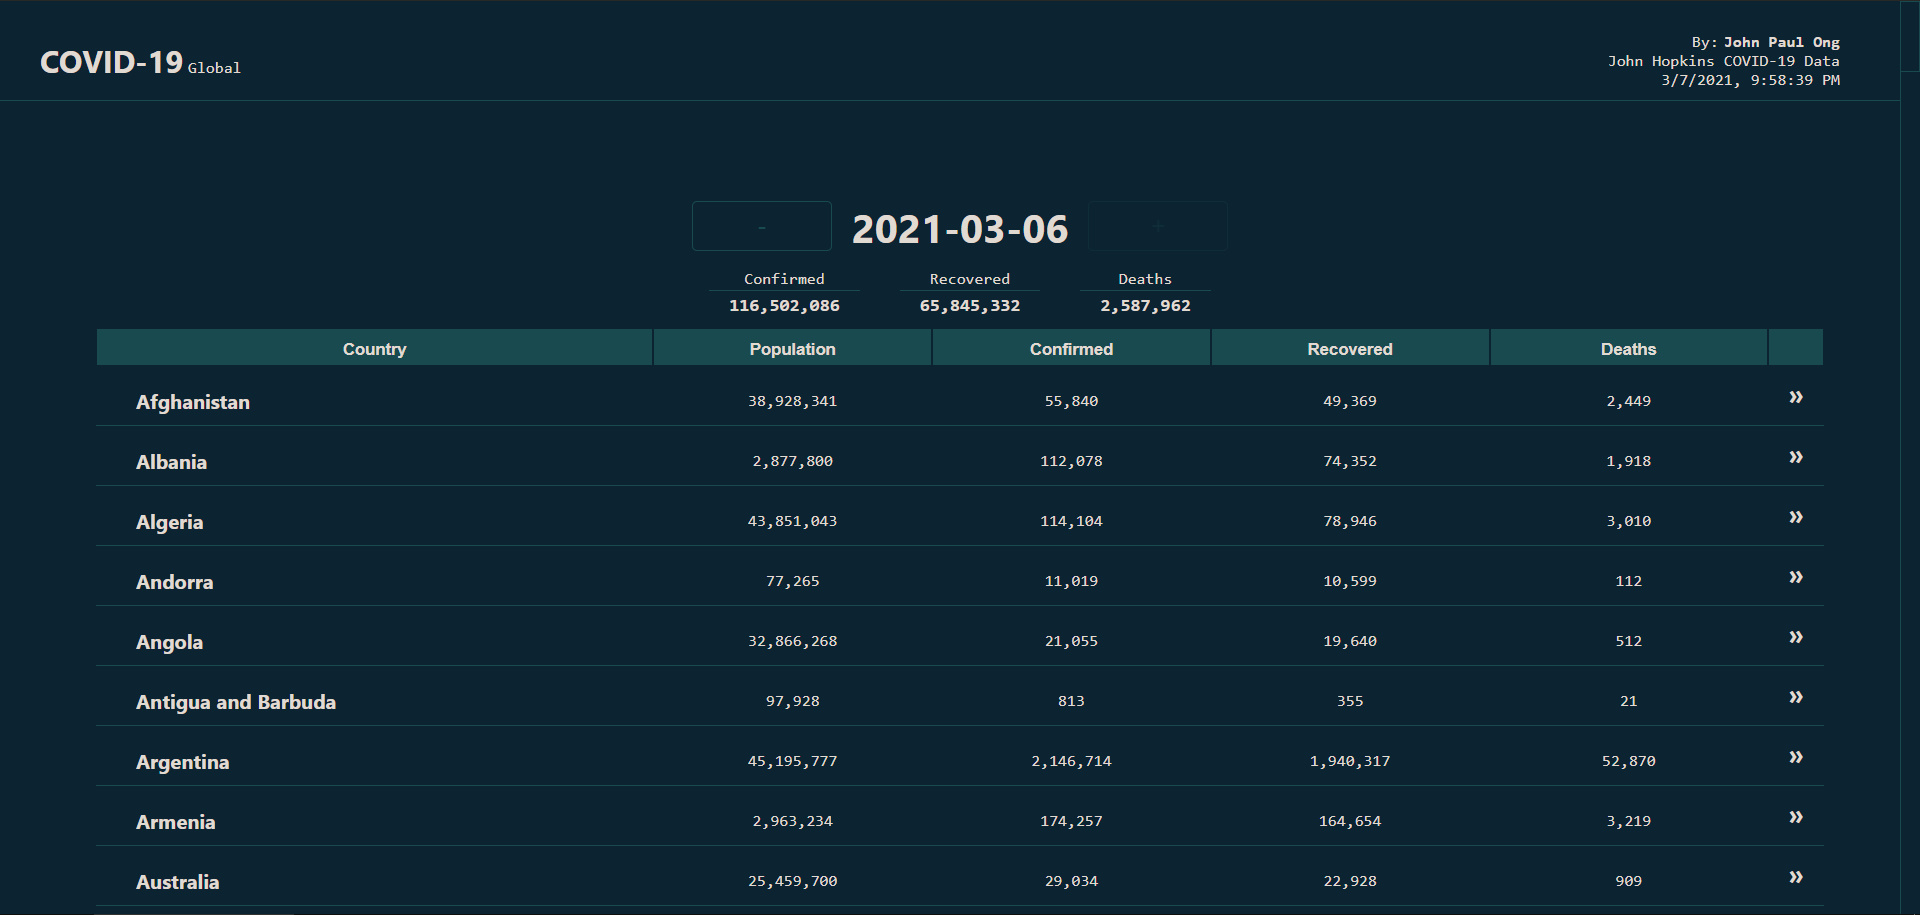 COVID-19 Global
By: John Paul Ong
John Hopkins COVID-19 Data
3/7/2021, 9:58:39 PM
- 2021-03-06 +
Confirmed Recovered Deaths
116,502,086 65,845,332 2,587,962
Country Population Confirmed Recovered Deaths
Afghanistan 38,928,341 55,840 49,369 2,449 »
Albania 2,877,800 112,078 74,352 1,918 »
Algeria 43,851,043 114,104 78,946 3,010 »
Andorra 77,265 11,019 10,599 112 »
Angola 32,866,268 21,055 19,640 512 »
Antigua and Barbuda 97,928 813 355 21 »
Argentina 45,195,777 2,146,714 1,940,317 52,870 »
Armenia 2,963,234 174,257 164,654 3,219 »
Australia 25,459,700 29,034 22,928 909 »